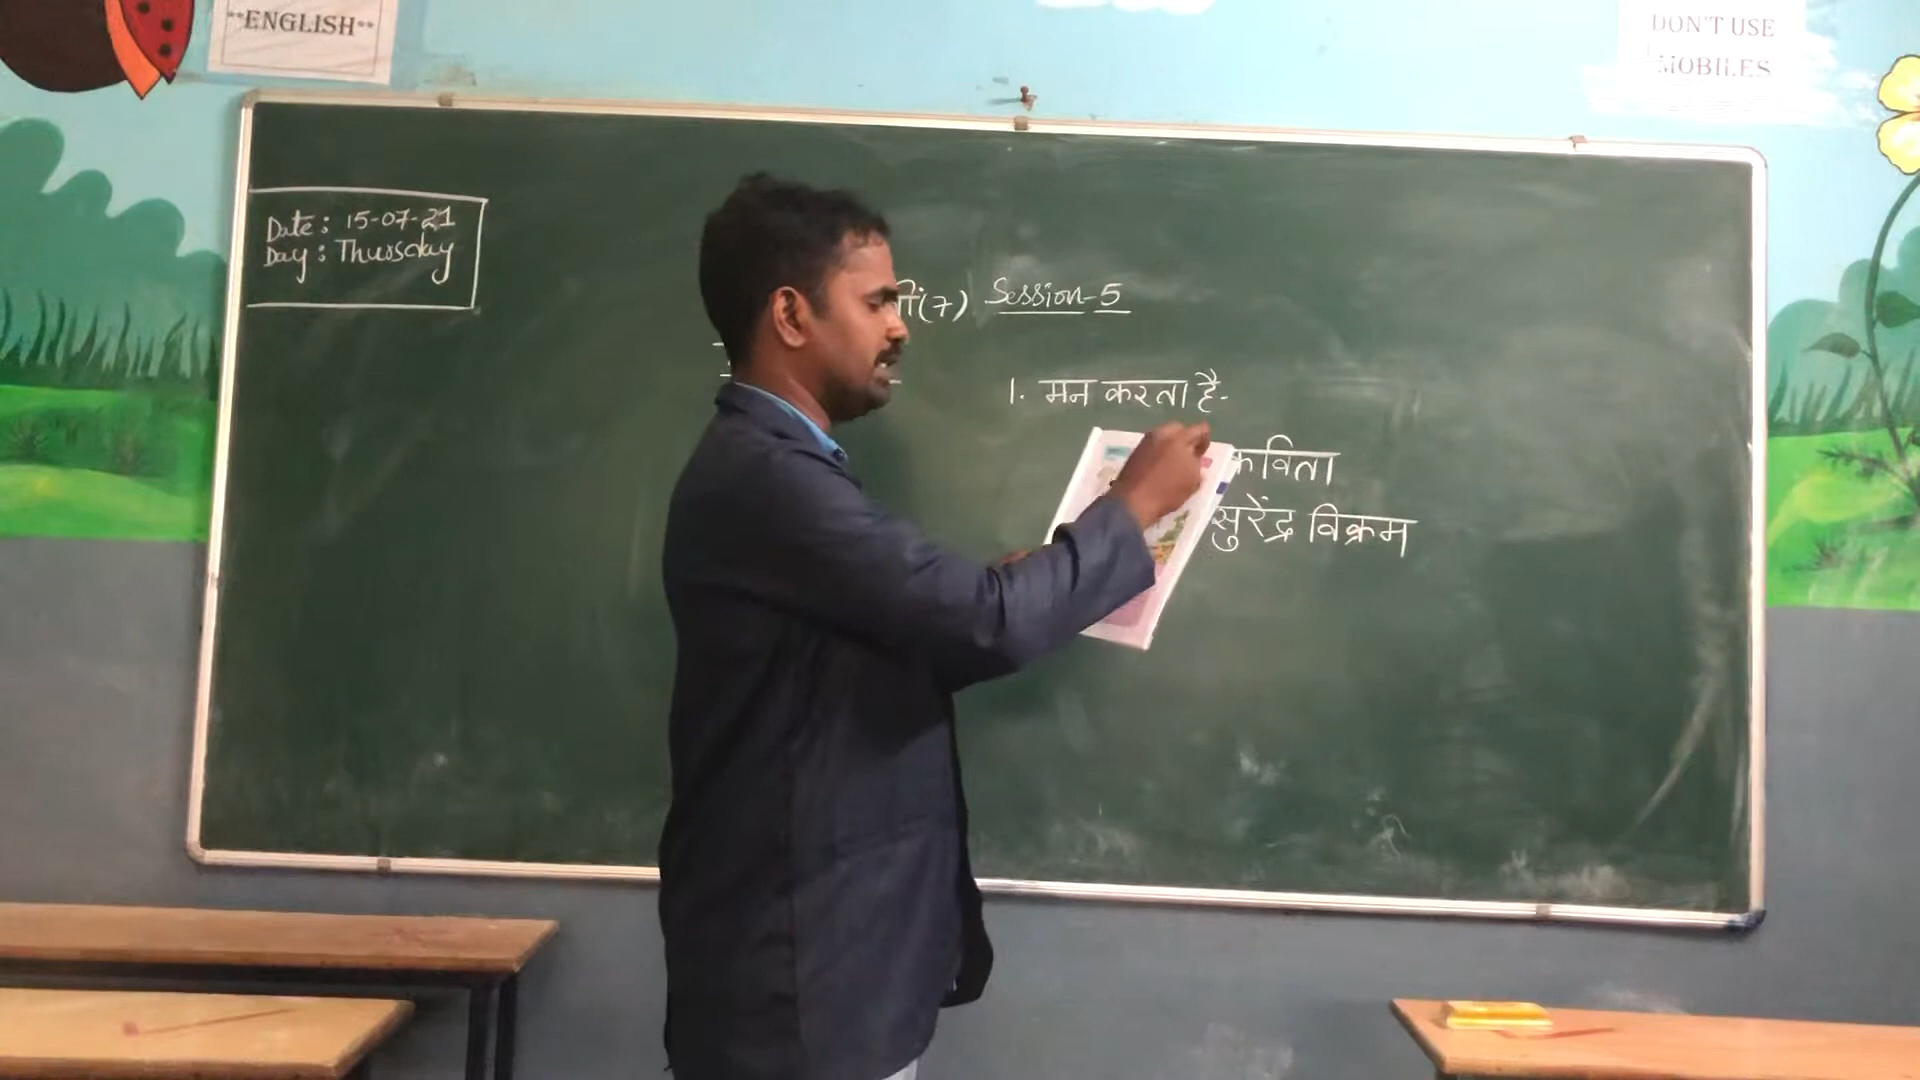 **ENGLISH**
DON'T USE
MOBILES
Date: 15-07-21
Day: Thursday
(7) Session-5
1. मन करता है-
कविता
सुरेंद्र विक्रम